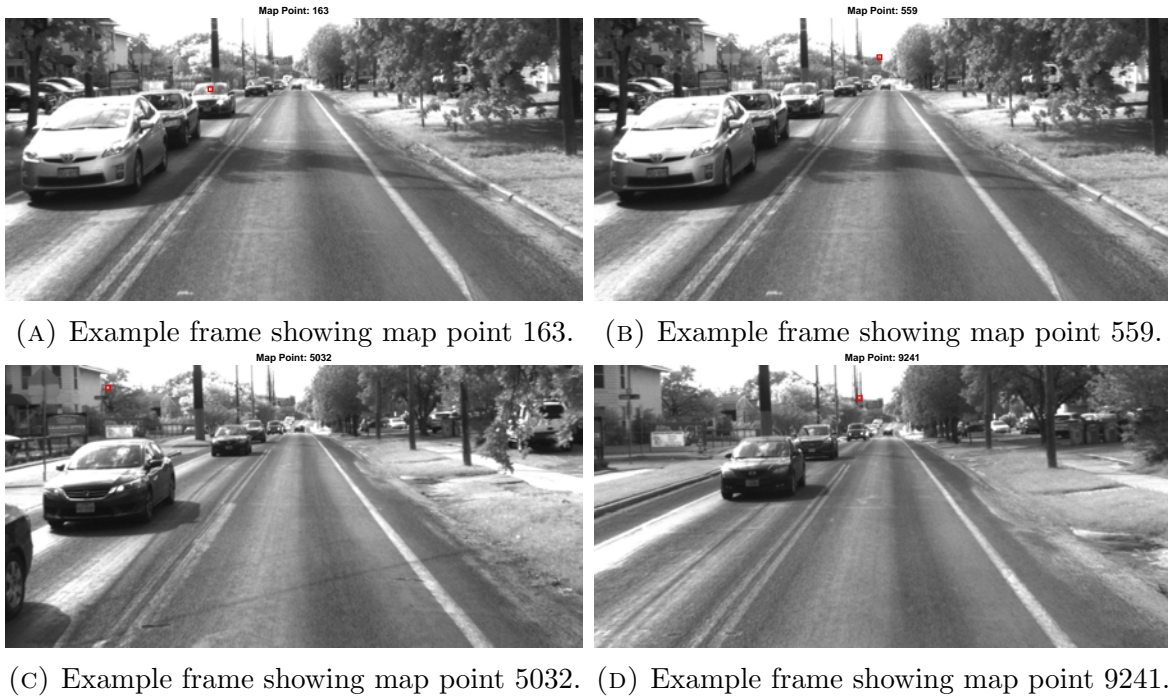 Map Point: 163
Map Point: 559
(A) Example frame showing map point 163.
(B) Example frame showing map point 559.
Map Point: 5032
Map Point: 9241
(C) Example frame showing map point 5032.
(D) Example frame showing map point 9241.